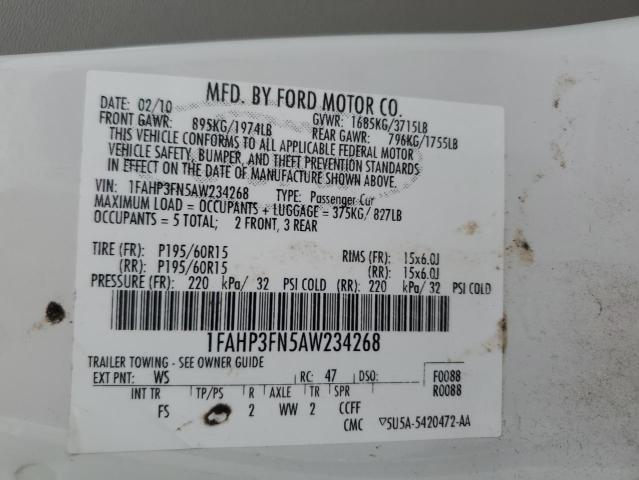 MFD. BY FORD MOTOR CO.
DATE: 02/10 GVWR: 1685KG/3715LB
FRONT GAWR: 895KG/1974LB REAR GAWR: 796KG/1755LB
THIS VEHICLE CONFORMS TO ALL APPLICABLE FEDERAL MOTOR
VEHICLE SAFETY, BUMPER, AND THEFT PREVENTION STANDARDS
IN EFFECT ON THE DATE OF MANUFACTURE SHOWN ABOVE.
VIN: 1FAHP3FN5AW234268 TYPE: Passenger Car
MAXIMUM LOAD = OCCUPANTS + LUGGAGE = 375KG/827LB
OCCUPANTS = 5 TOTAL; 2 FRONT, 3 REAR
TIRE (FR): P195/60R15 RIMS (FR): 15x6.0J
(RR): P195/60R15 (RR): 15x6.0J
PRESSURE (FR): 220 kPa/ 32 PSI COLD (RR): 220 kPa/ 32 PSI COLD
1FAHP3FN5AW234268
TRAILER TOWING - SEE OWNER GUIDE
EXT PNT: WS RC: 47 DSO: F0088
R0088
INT TR TP/PS R AXLE TR SPR
FS 2 WW 2 CCFF
CMC ▽5U5A-5420472-AA